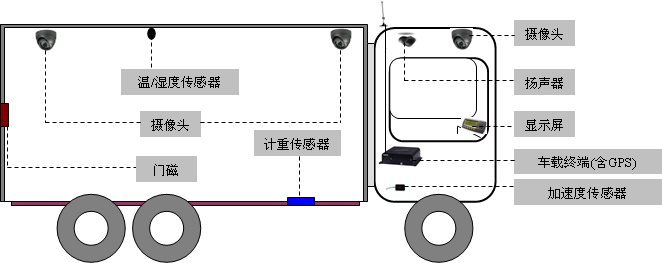 摄像头
温/湿度传感器
扬声器
摄像头
显示屏
计重传感器
门磁
车载终端(含GPS)
加速度传感器